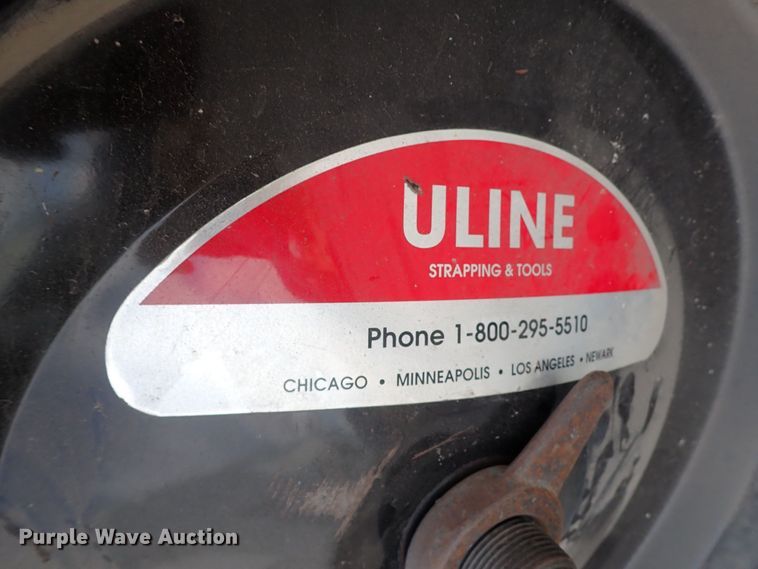 ULINE
STRAPPING & TOOLS
Phone 1-800-295-5510
CHICAGO • MINNEAPOLIS • LOS ANGELES • NEWARK
Purple Wave Auction